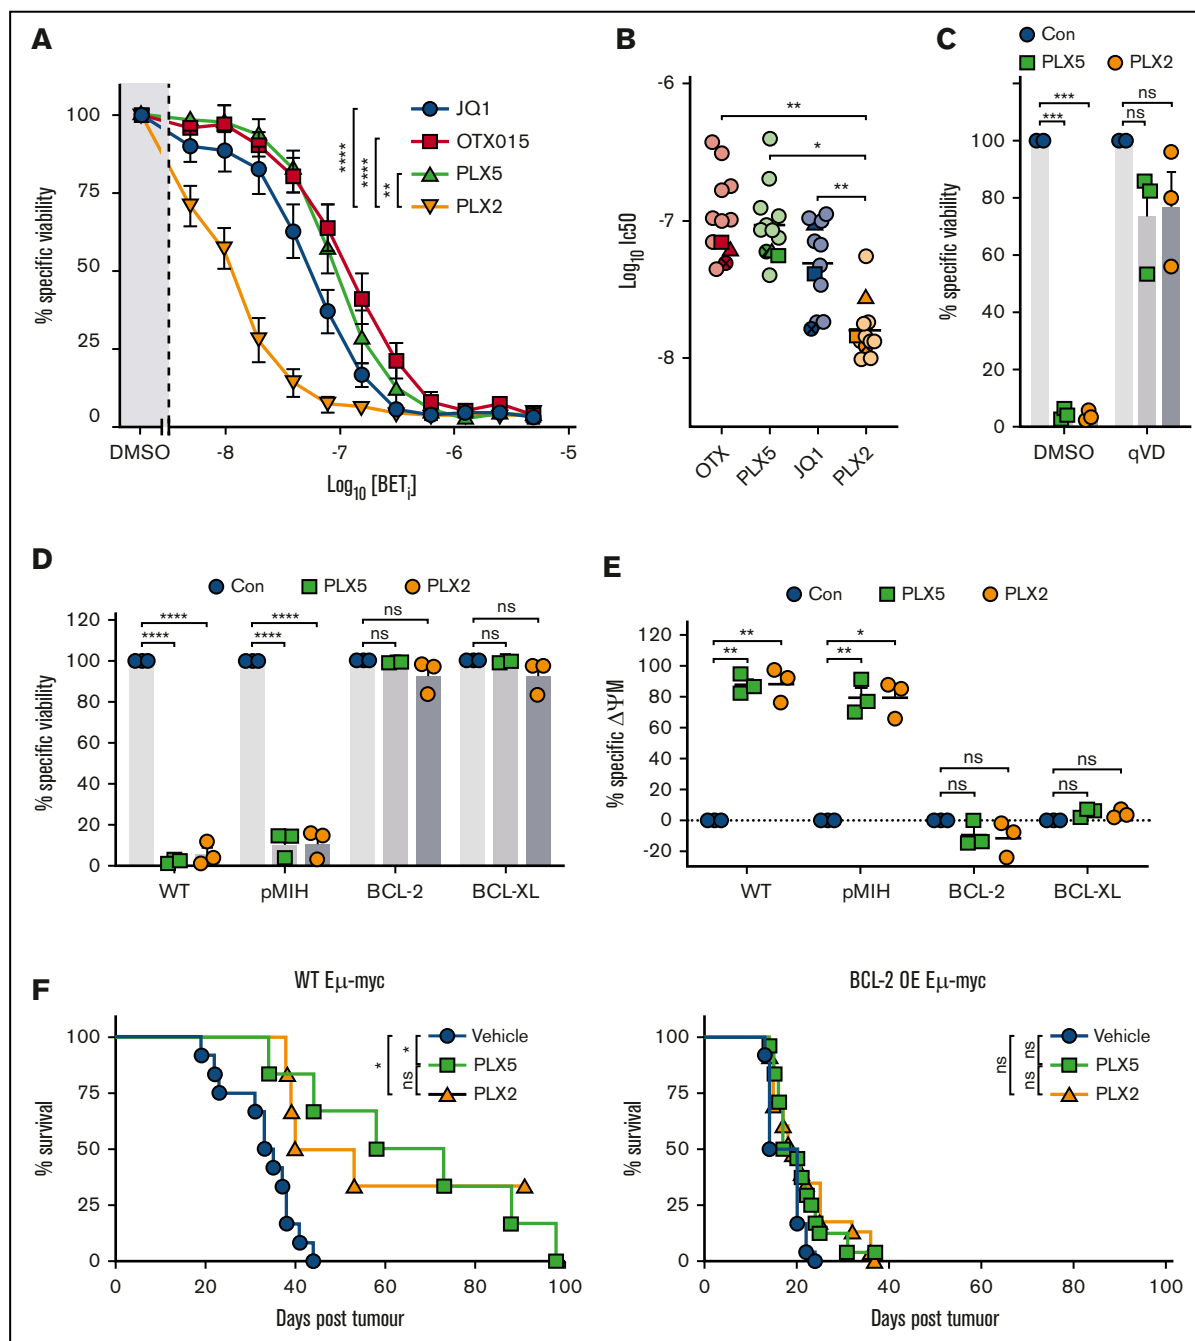 A
100
75
50
25
0
% specific viability
DMSO
-8
-7
-6
-5
Log10 [BETi]
JQ1
OTX015
PLX5
PLX2
****
****
**
B
-6
-7
-8
Log10 Ic50
**
*
**
OTX
PLX5
JQ1
PLX2
C
Con
PLX5
PLX2
100
80
60
40
20
0
% specific viability
***
***
ns
ns
DMSO
qVD
D
Con
PLX5
PLX2
120
100
80
60
40
20
0
% specific viability
****
****
****
****
ns
ns
ns
ns
WT
pMIH
BCL-2
BCL-XL
E
Con
PLX5
PLX2
120
100
80
60
40
20
0
-20
% specific ΔΨM
**
**
*
**
ns
ns
ns
ns
WT
pMIH
BCL-2
BCL-XL
F
WT Eμ-myc
100
75
50
25
0
% survival
0
20
40
60
80
100
Days post tumour
Vehicle
PLX5
PLX2
*
*
ns
BCL-2 OE Eμ-myc
100
75
50
25
0
% survival
0
20
40
60
80
100
Days post tumuor
Vehicle
PLX5
PLX2
ns
ns
ns